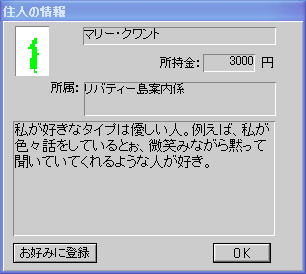 住人の情報
マリー・クワント
所持金: 3000 円
所属: リバティー島案内係
私が好きなタイプは優しい人。例えば、私が
色々話をしているとぉ、微笑みながら黙って
聞いていてくれるような人が好き。
お好みに登録
OK